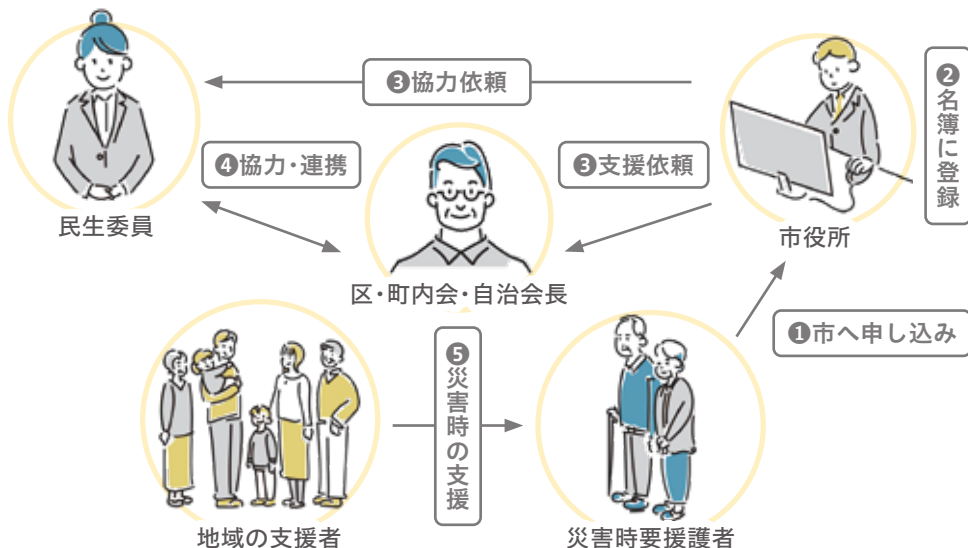 ❸協力依頼
❷名簿に登録
❹協力・連携
❸支援依頼
民生委員
市役所
区・町内会・自治会長
❶市へ申し込み
❺災害時の支援
地域の支援者
災害時要援護者